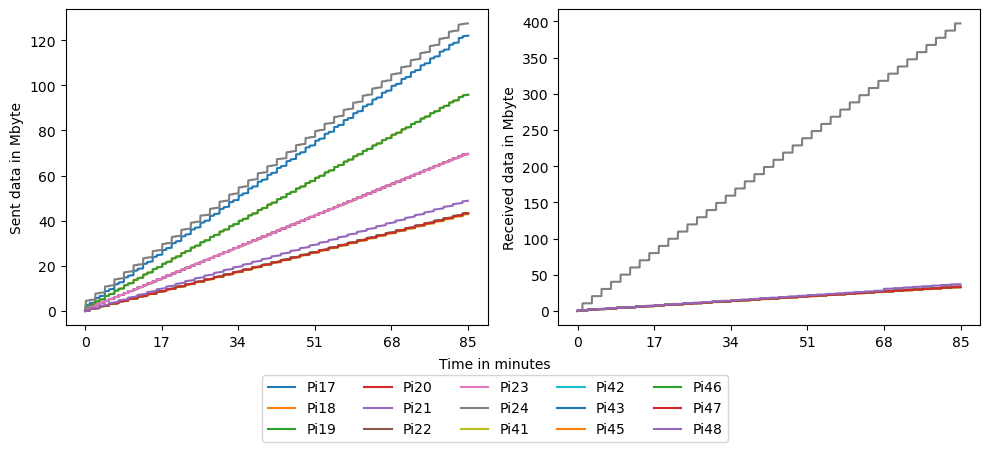 Sent data in Mbyte
120
100
80
60
40
20
0
0 17 34 51 68 85
Received data in Mbyte
400
350
300
250
200
150
100
50
0
0 17 34 51 68 85
Time in minutes
Pi17 Pi20 Pi23 Pi42 Pi46
Pi18 Pi21 Pi24 Pi43 Pi47
Pi19 Pi22 Pi41 Pi45 Pi48